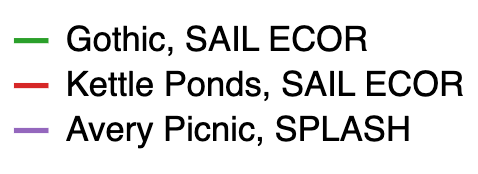 Gothic, SAIL ECOR
Kettle Ponds, SAIL ECOR
Avery Picnic, SPLASH